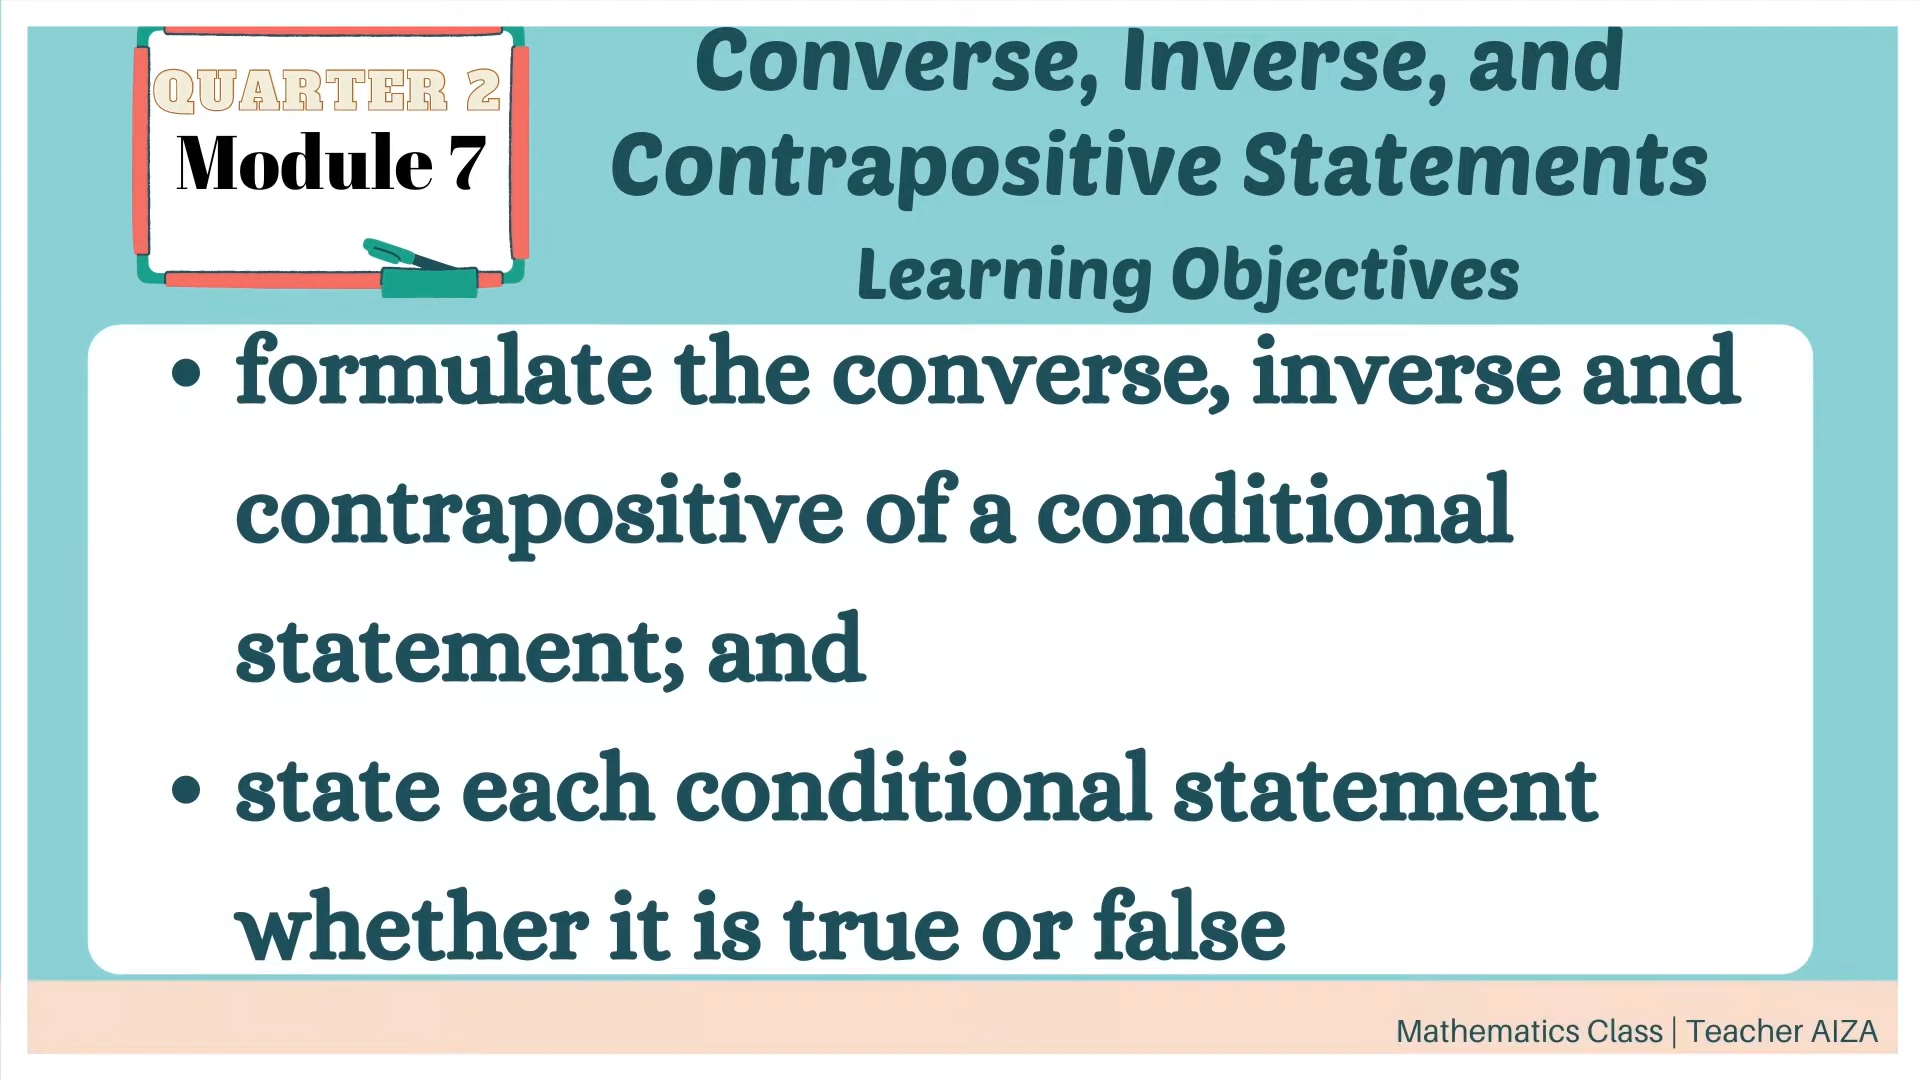 QUARTER 2
Module 7
Converse, Inverse, and
Contrapositive Statements
Learning Objectives
• formulate the converse, inverse and
contrapositive of a conditional
statement; and
• state each conditional statement
whether it is true or false
Mathematics Class | Teacher AIZA